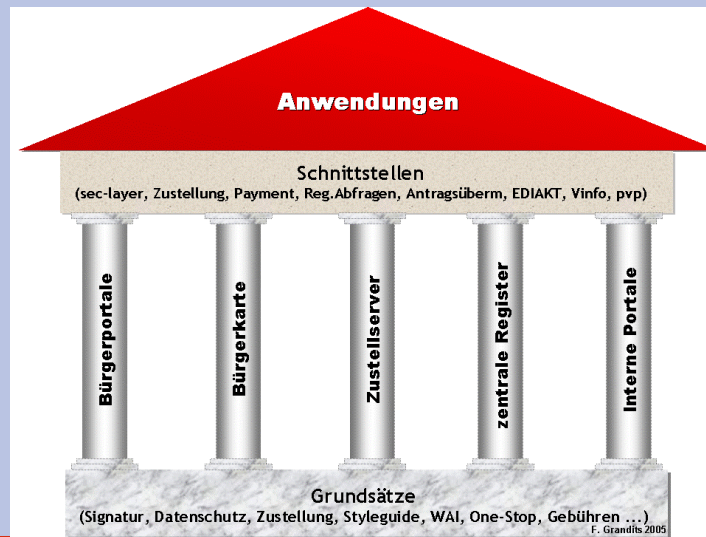 Anwendungen
Schnittstellen
(sec-layer, Zustellung, Payment, Reg.Abfragen, Antragsüberm, EDIAKT, Vinfo, pvp)
Bürgerportale
Bürgerkarte
Zustellserver
zentrale Register
Interne Portale
Grundsätze
(Signatur, Datenschutz, Zustellung, Styleguide, WAI, One-Stop, Gebühren ...)
F. Grandits 2005